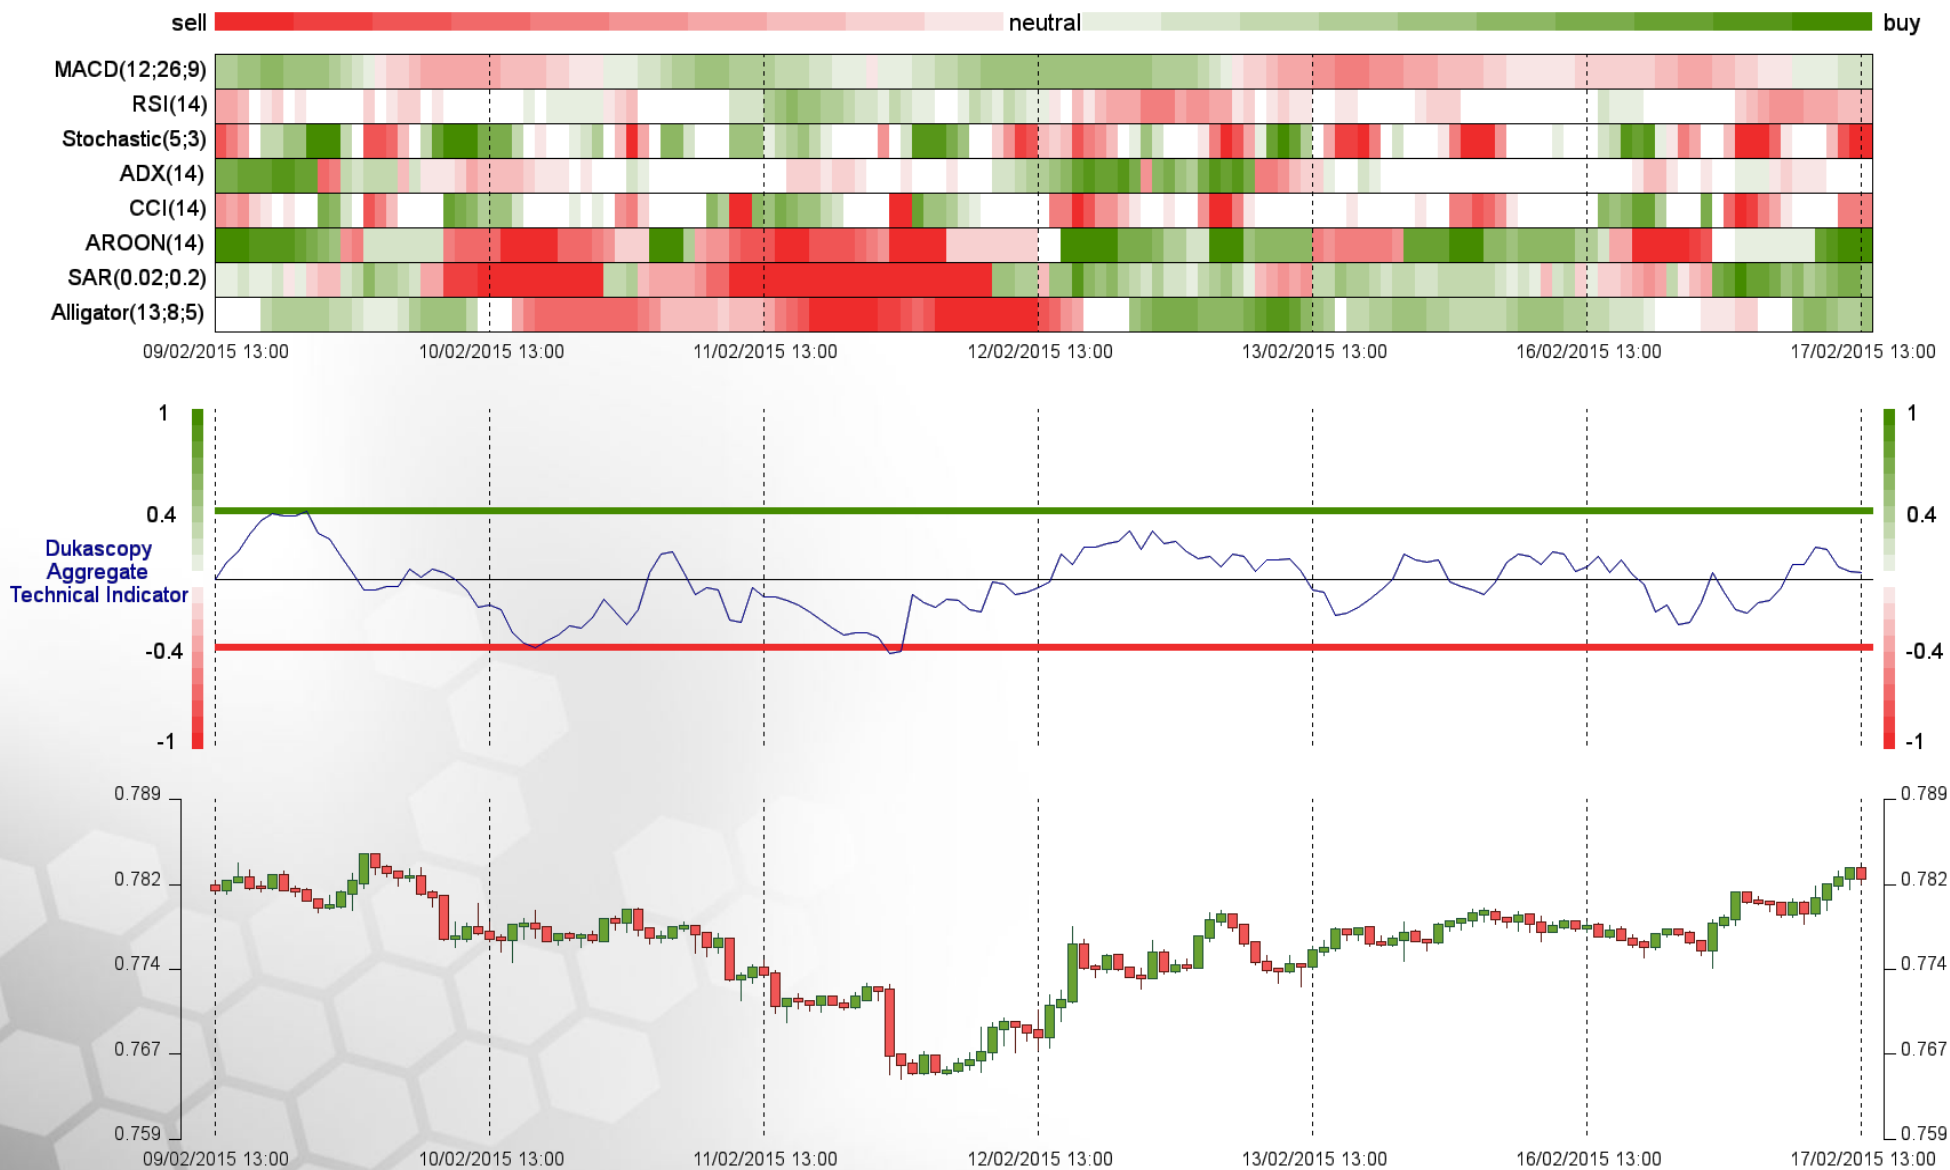 sell neutral buy
MACD(12;26;9)
RSI(14)
Stochastic(5;3)
ADX(14)
CCI(14)
AROON(14)
SAR(0.02;0.2)
Alligator(13;8;5)
09/02/2015 13:00 10/02/2015 13:00 11/02/2015 13:00 12/02/2015 13:00 13/02/2015 13:00 16/02/2015 13:00 17/02/2015 13:00
1 1
0.4 0.4
Dukascopy
Aggregate
Technical Indicator
-0.4 -0.4
-1 -1
0.789 0.789
0.782 0.782
0.774 0.774
0.767 0.767
0.759 0.759
09/02/2015 13:00 10/02/2015 13:00 11/02/2015 13:00 12/02/2015 13:00 13/02/2015 13:00 16/02/2015 13:00 17/02/2015 13:00